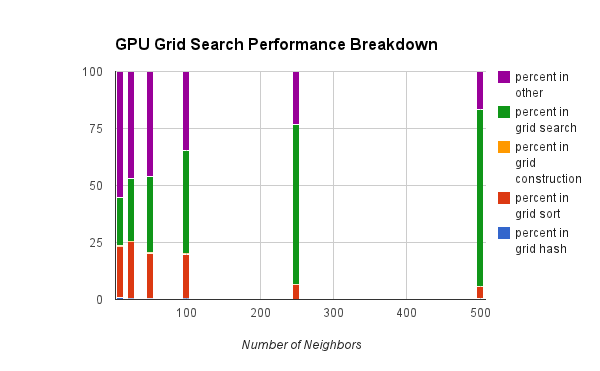 GPU Grid Search Performance Breakdown
100
75
50
25
0
100 200 300 400 500
Number of Neighbors
percent in
other
percent in
grid search
percent in
grid
construction
percent in
grid sort
percent in
grid hash